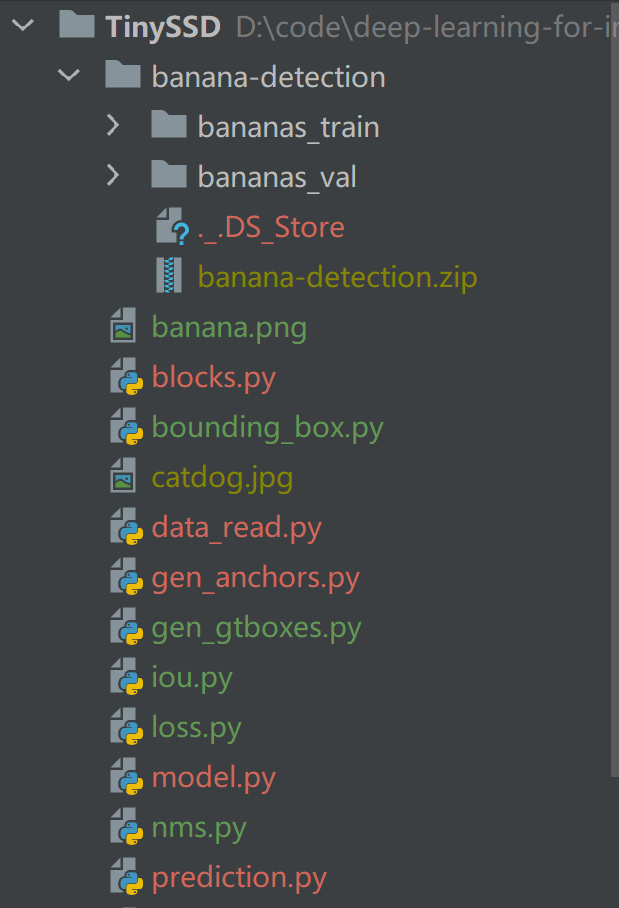 TinySSD D:\code\deep-learning-for-i
banana-detection
bananas_train
bananas_val
._.DS_Store
banana-detection.zip
banana.png
blocks.py
bounding_box.py
catdog.jpg
data_read.py
gen_anchors.py
gen_gtboxes.py
iou.py
loss.py
model.py
nms.py
prediction.py